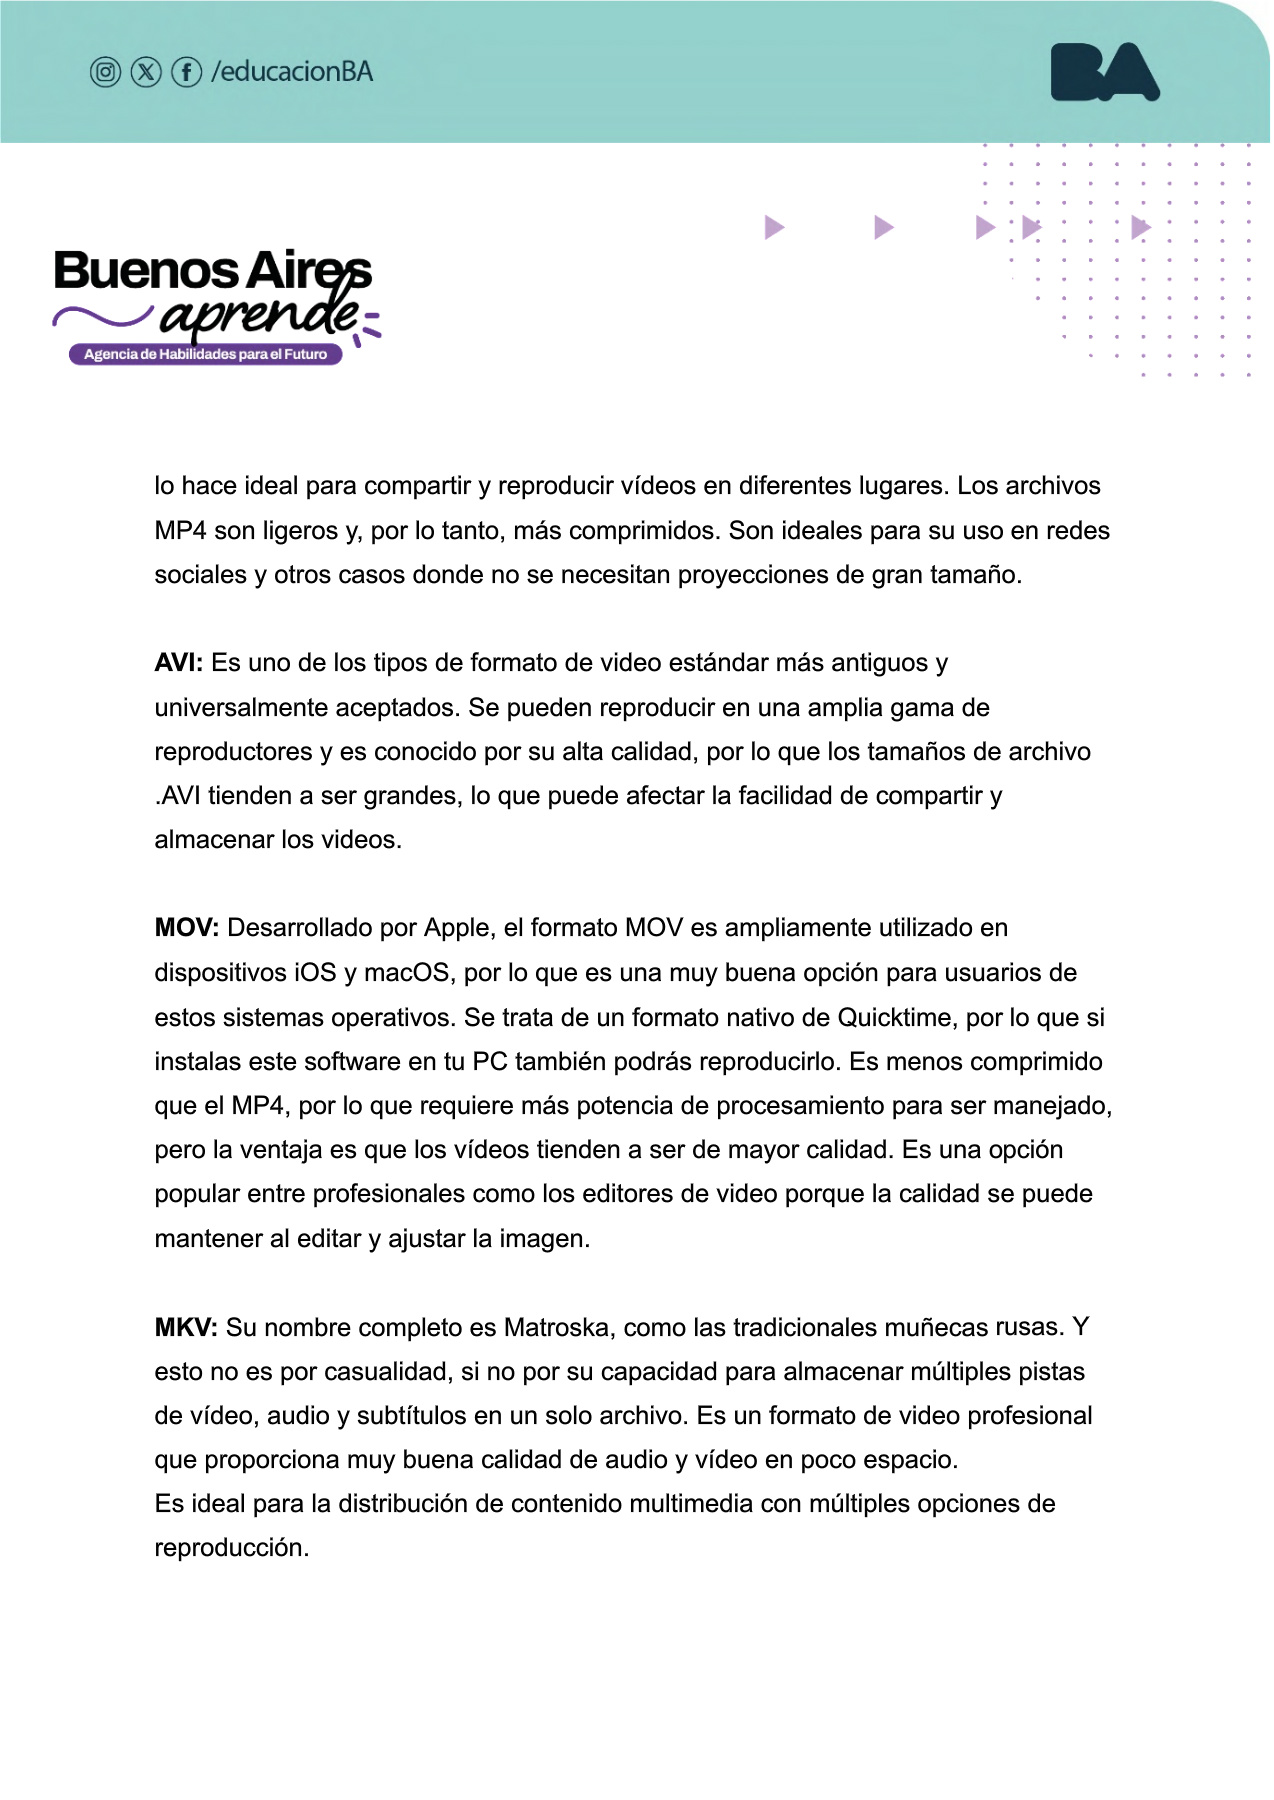 /educacionBA
BA
Buenos Aires
aprende
Agencia de Habilidades para el Futuro
lo hace ideal para compartir y reproducir vídeos en diferentes lugares. Los archivos
MP4 son ligeros y, por lo tanto, más comprimidos. Son ideales para su uso en redes
sociales y otros casos donde no se necesitan proyecciones de gran tamaño.
AVI: Es uno de los tipos de formato de video estándar más antiguos y
universalmente aceptados. Se pueden reproducir en una amplia gama de
reproductores y es conocido por su alta calidad, por lo que los tamaños de archivo
.AVI tienden a ser grandes, lo que puede afectar la facilidad de compartir y
almacenar los videos.
MOV: Desarrollado por Apple, el formato MOV es ampliamente utilizado en
dispositivos iOS y macOS, por lo que es una muy buena opción para usuarios de
estos sistemas operativos. Se trata de un formato nativo de Quicktime, por lo que si
instalas este software en tu PC también podrás reproducirlo. Es menos comprimido
que el MP4, por lo que requiere más potencia de procesamiento para ser manejado,
pero la ventaja es que los vídeos tienden a ser de mayor calidad. Es una opción
popular entre profesionales como los editores de video porque la calidad se puede
mantener al editar y ajustar la imagen.
MKV: Su nombre completo es Matroska, como las tradicionales muñecas rusas. Y
esto no es por casualidad, si no por su capacidad para almacenar múltiples pistas
de vídeo, audio y subtítulos en un solo archivo. Es un formato de video profesional
que proporciona muy buena calidad de audio y vídeo en poco espacio.
Es ideal para la distribución de contenido multimedia con múltiples opciones de
reproducción.